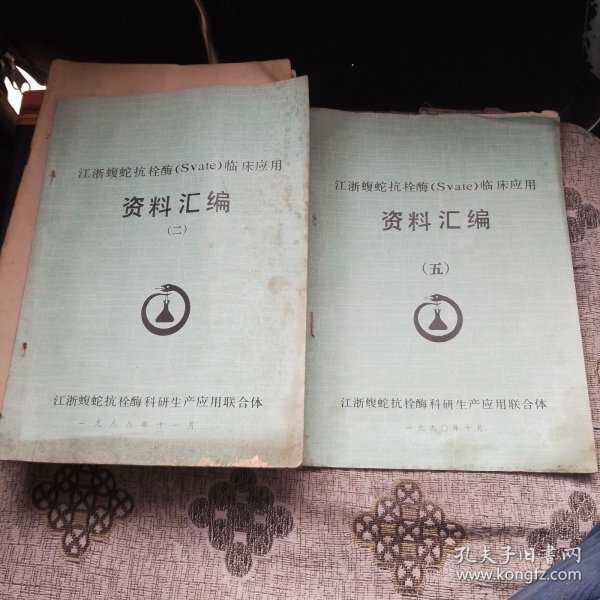 江浙蝮蛇抗栓酶(Svate)临床应用
资料汇编
(二)
江浙蝮蛇抗栓酶科研生产应用联合体
一九八八年十一月
江浙蝮蛇抗栓酶(Svate)临床应用
资料汇编
(五)
江浙蝮蛇抗栓酶科研生产应用联合体
一九九〇年十月
孔夫子旧书网
www.kongfz.com